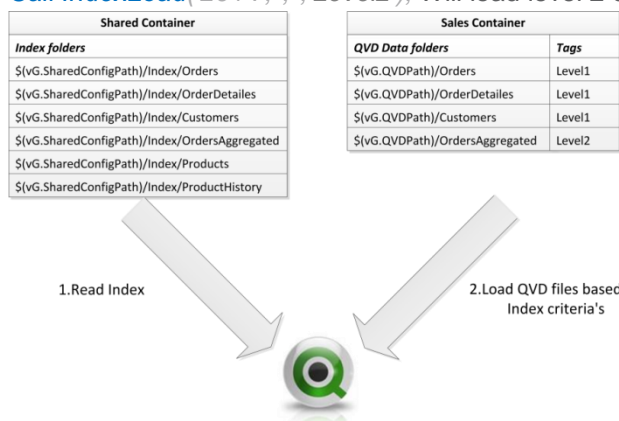 Shared Container
Index folders
$(vG.SharedConfigPath)/Index/Orders
$(vG.SharedConfigPath)/Index/OrderDetailes
$(vG.SharedConfigPath)/Index/Customers
$(vG.SharedConfigPath)/Index/OrdersAggregated
$(vG.SharedConfigPath)/Index/Products
$(vG.SharedConfigPath)/Index/ProductHistory
Sales Container
QVD Data folders Tags
$(vG.QVDPath)/Orders Level1
$(vG.QVDPath)/OrderDetailes Level1
$(vG.QVDPath)/Customers Level1
$(vG.QVDPath)/OrdersAggregated Level2
1.Read Index
2.Load QVD files based
Index criteria's